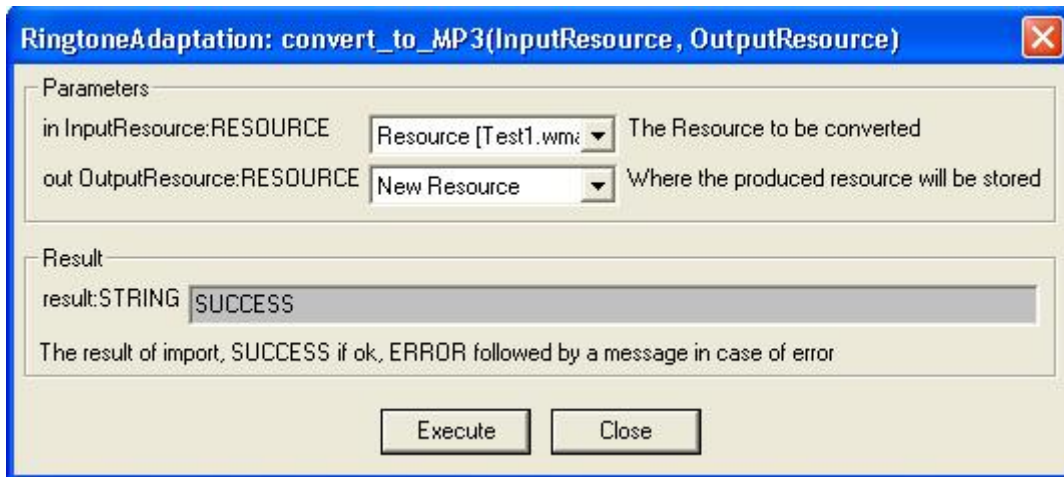 RingtoneAdaptation: convert_to_MP3(InputResource, OutputResource)
Parameters
in InputResource:RESOURCE Resource [Test1.wma The Resource to be converted
out OutputResource:RESOURCE New Resource Where the produced resource will be stored
Result
result:STRING SUCCESS
The result of import, SUCCESS if ok, ERROR followed by a message in case of error
Execute Close